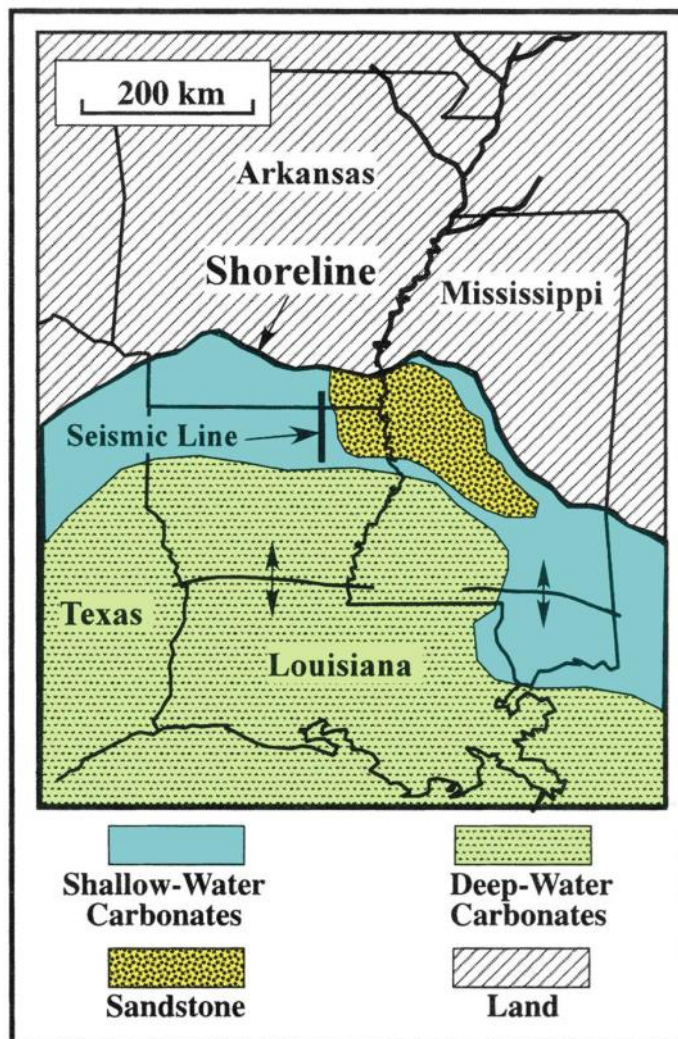 200 km
Arkansas
Shoreline
Mississippi
Seismic Line
Texas
Louisiana
Shallow-Water
Carbonates
Deep-Water
Carbonates
Sandstone
Land